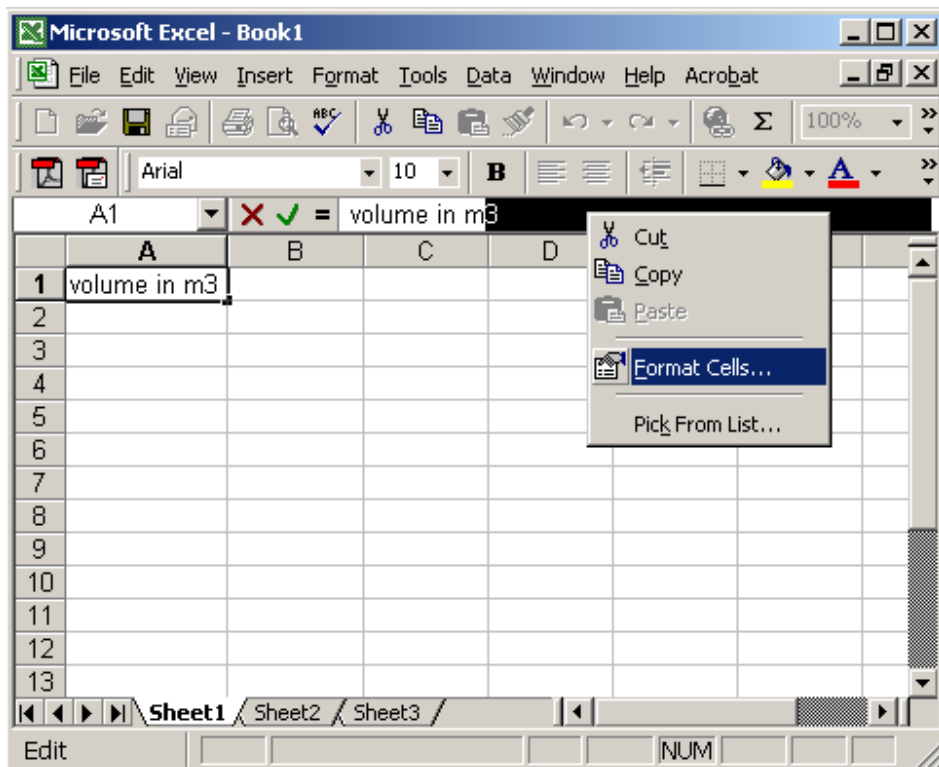 Microsoft Excel - Book1
File Edit View Insert Format Tools Data Window Help Acrobat
ABC Σ 100%
Arial 10 B A
A1 = volume in m3
A B C D
1 volume in m3
2
3
4
5
6
7
8
9
10
11
12
13
Cut
Copy
Paste
Format Cells...
Pick From List...
Sheet1 Sheet2 Sheet3
Edit NUM